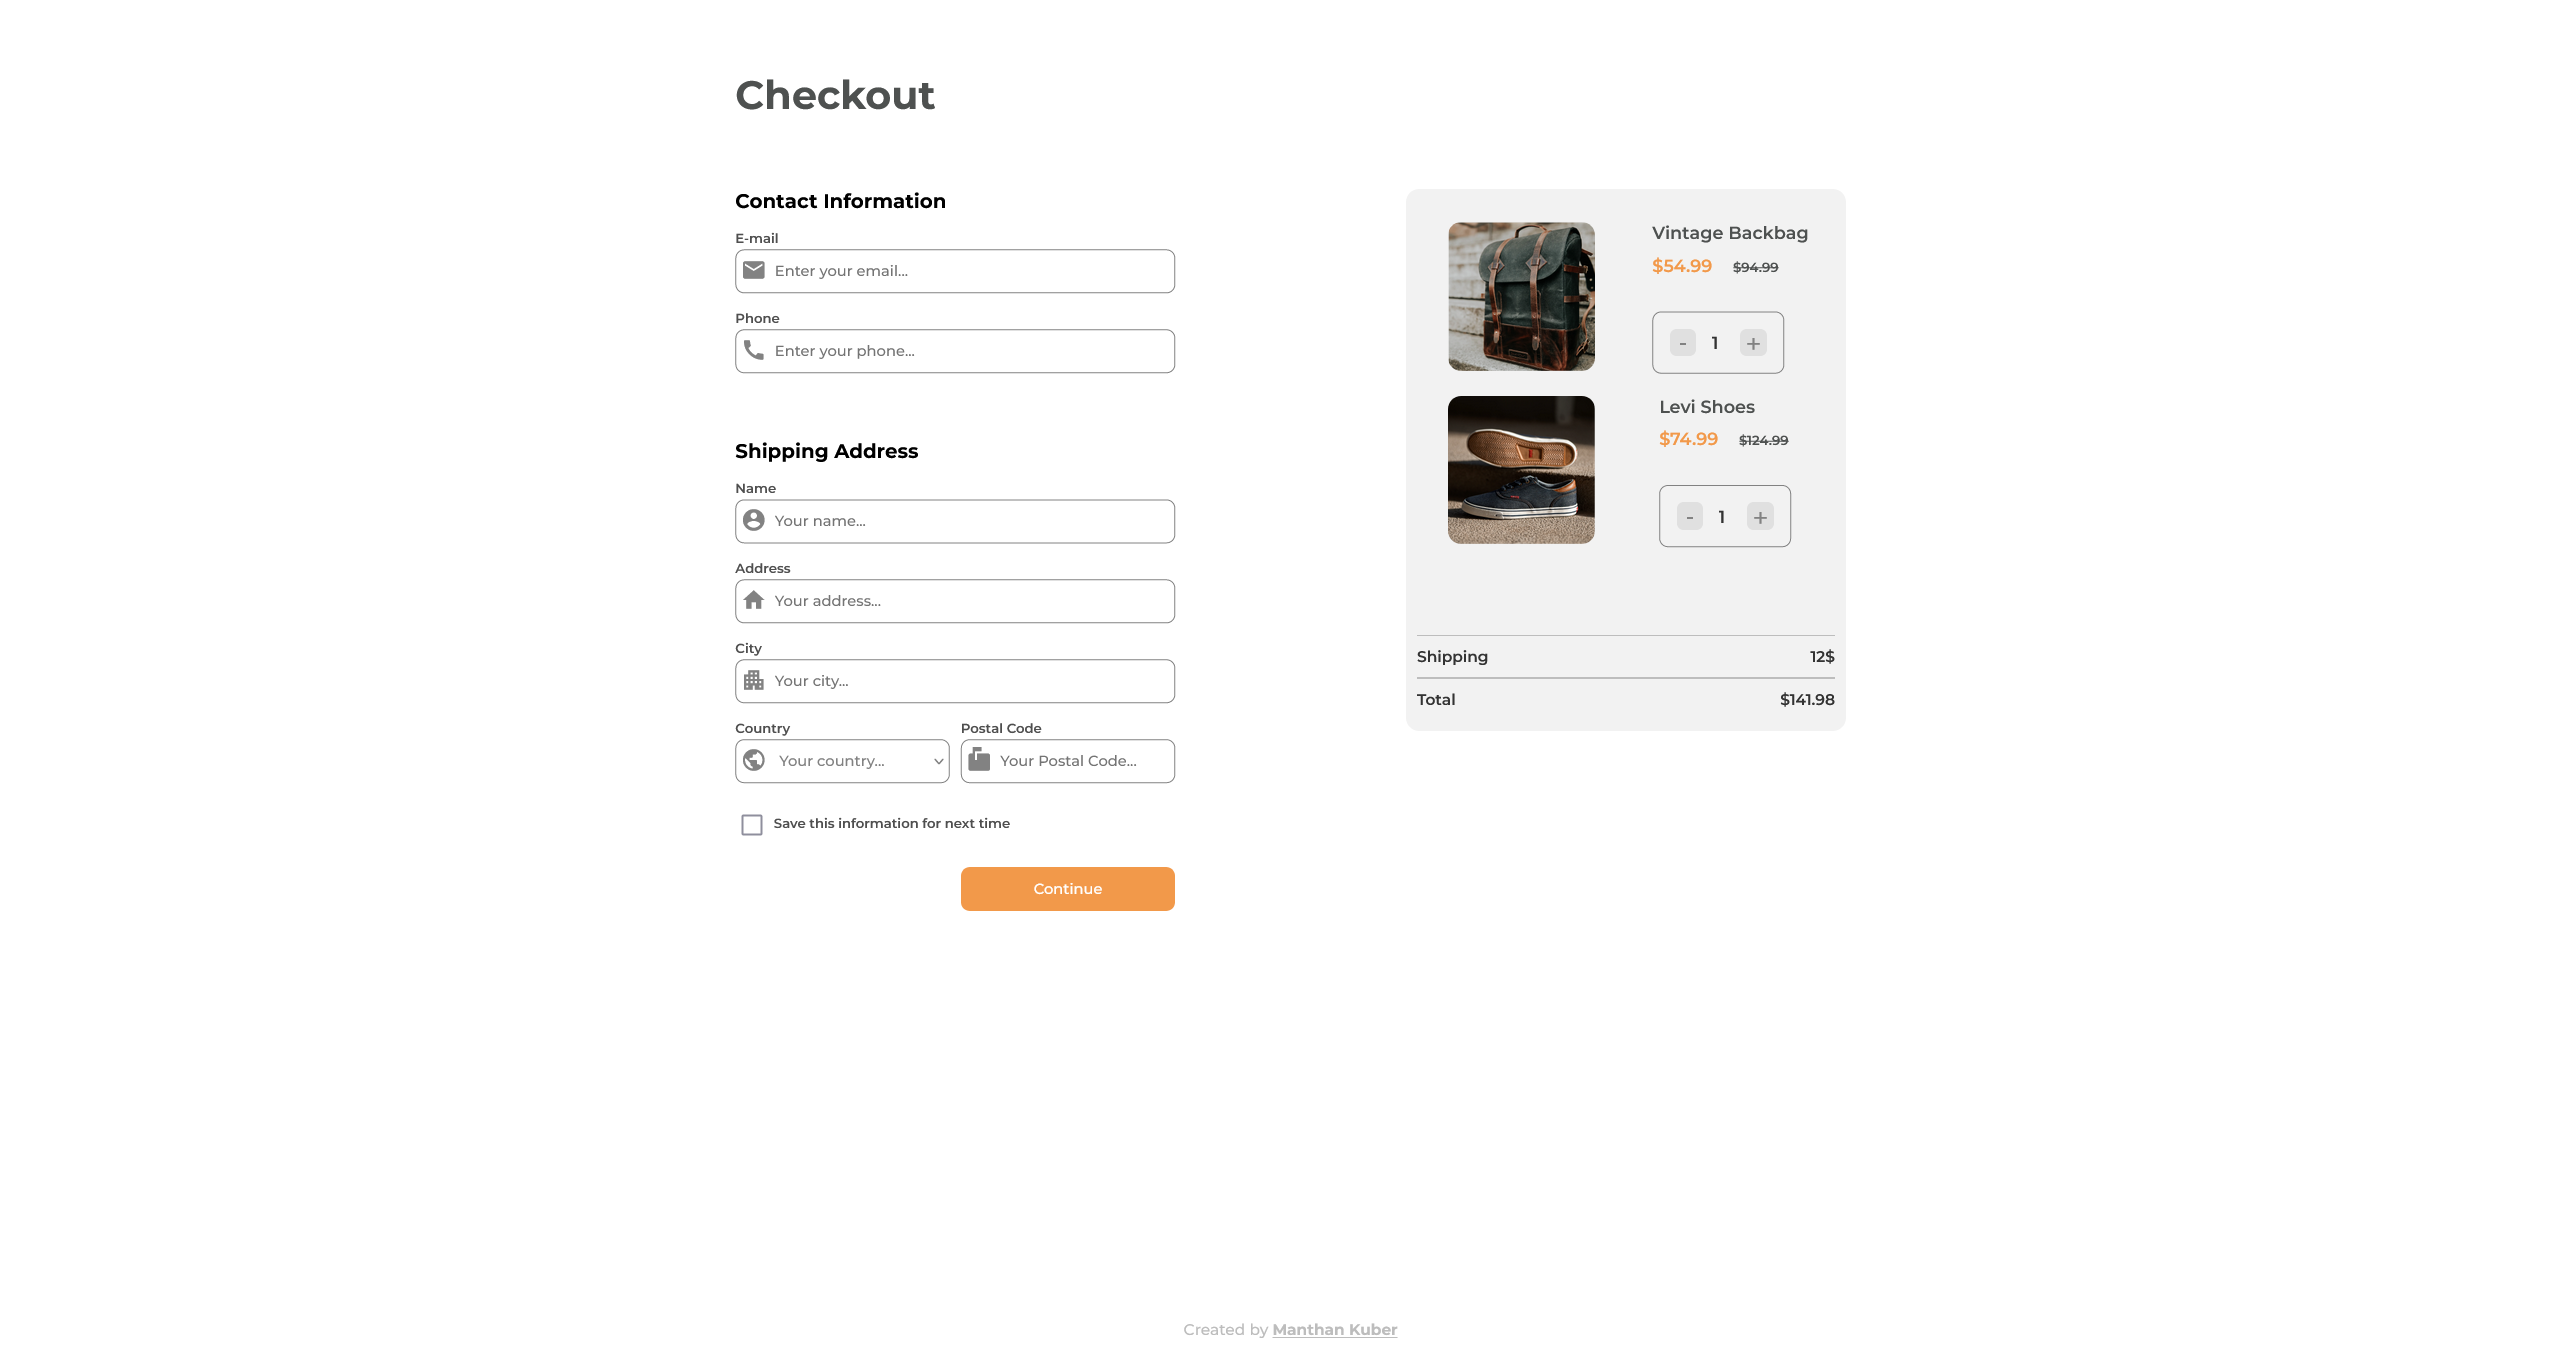 Checkout
Contact Information
E-mail
Enter your email...
Phone
Enter your phone...
Shipping Address
Name
Your name...
Address
Your address...
City
Your city...
Country
Postal Code
Your country...
Your Postal Code...
Save this information for next time
Continue
Vintage Backbag
$54.99 $94.99
- 1 +
Levi Shoes
$74.99 $124.99
- 1 +
Shipping 12$
Total $141.98
Created by Manthan Kuber